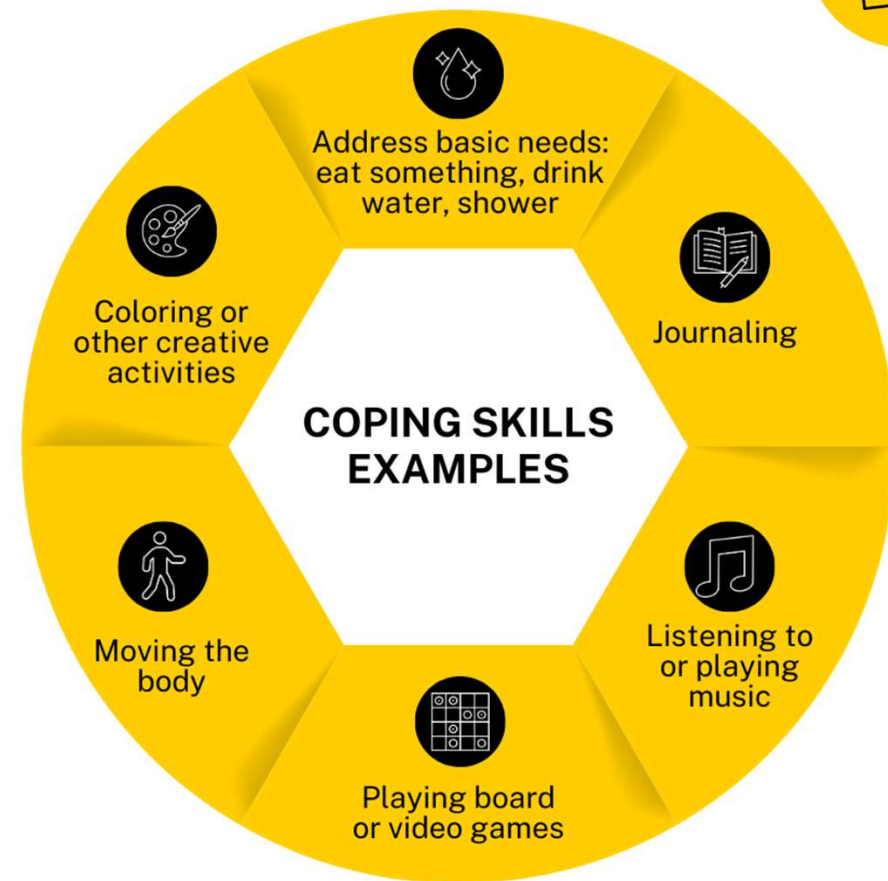 Address basic needs:
eat something, drink
water, shower
Journaling
Coloring or
other creative
activities
COPING SKILLS
EXAMPLES
Listening to
or playing
music
Moving the
body
Playing board
or video games